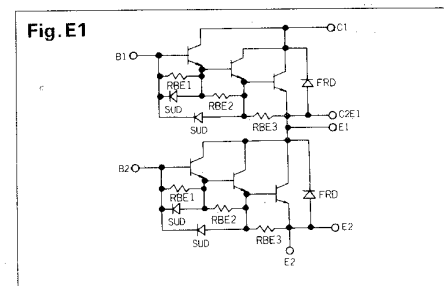 Fig.E1
C1
B1
RBE1
FRD
SUD
RBE2
C2E1
SUD
RBE3
E1
B2
RBE1
FRD
SUD
RBE2
E2
SUD
RBE3
E2